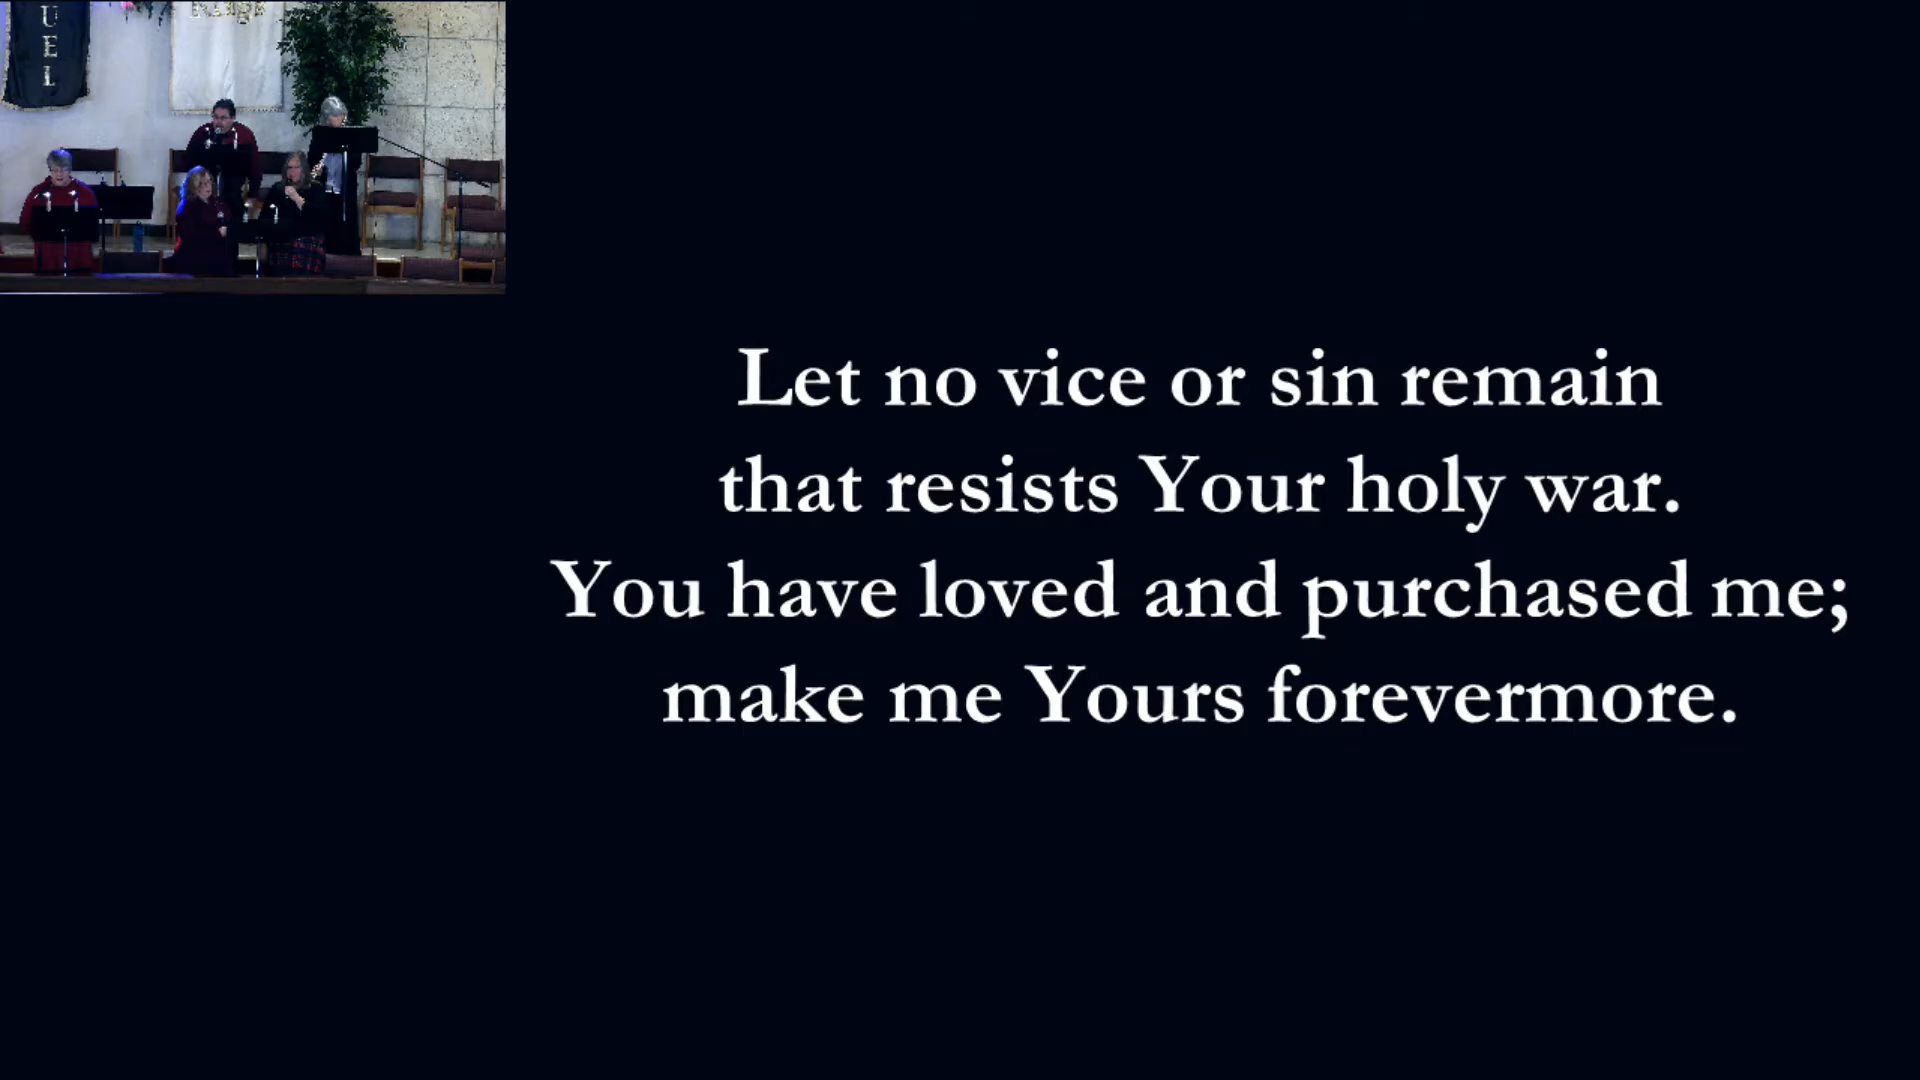 U
E
L
Kings
Let no vice or sin remain
that resists Your holy war.
You have loved and purchased me;
make me Yours forevermore.